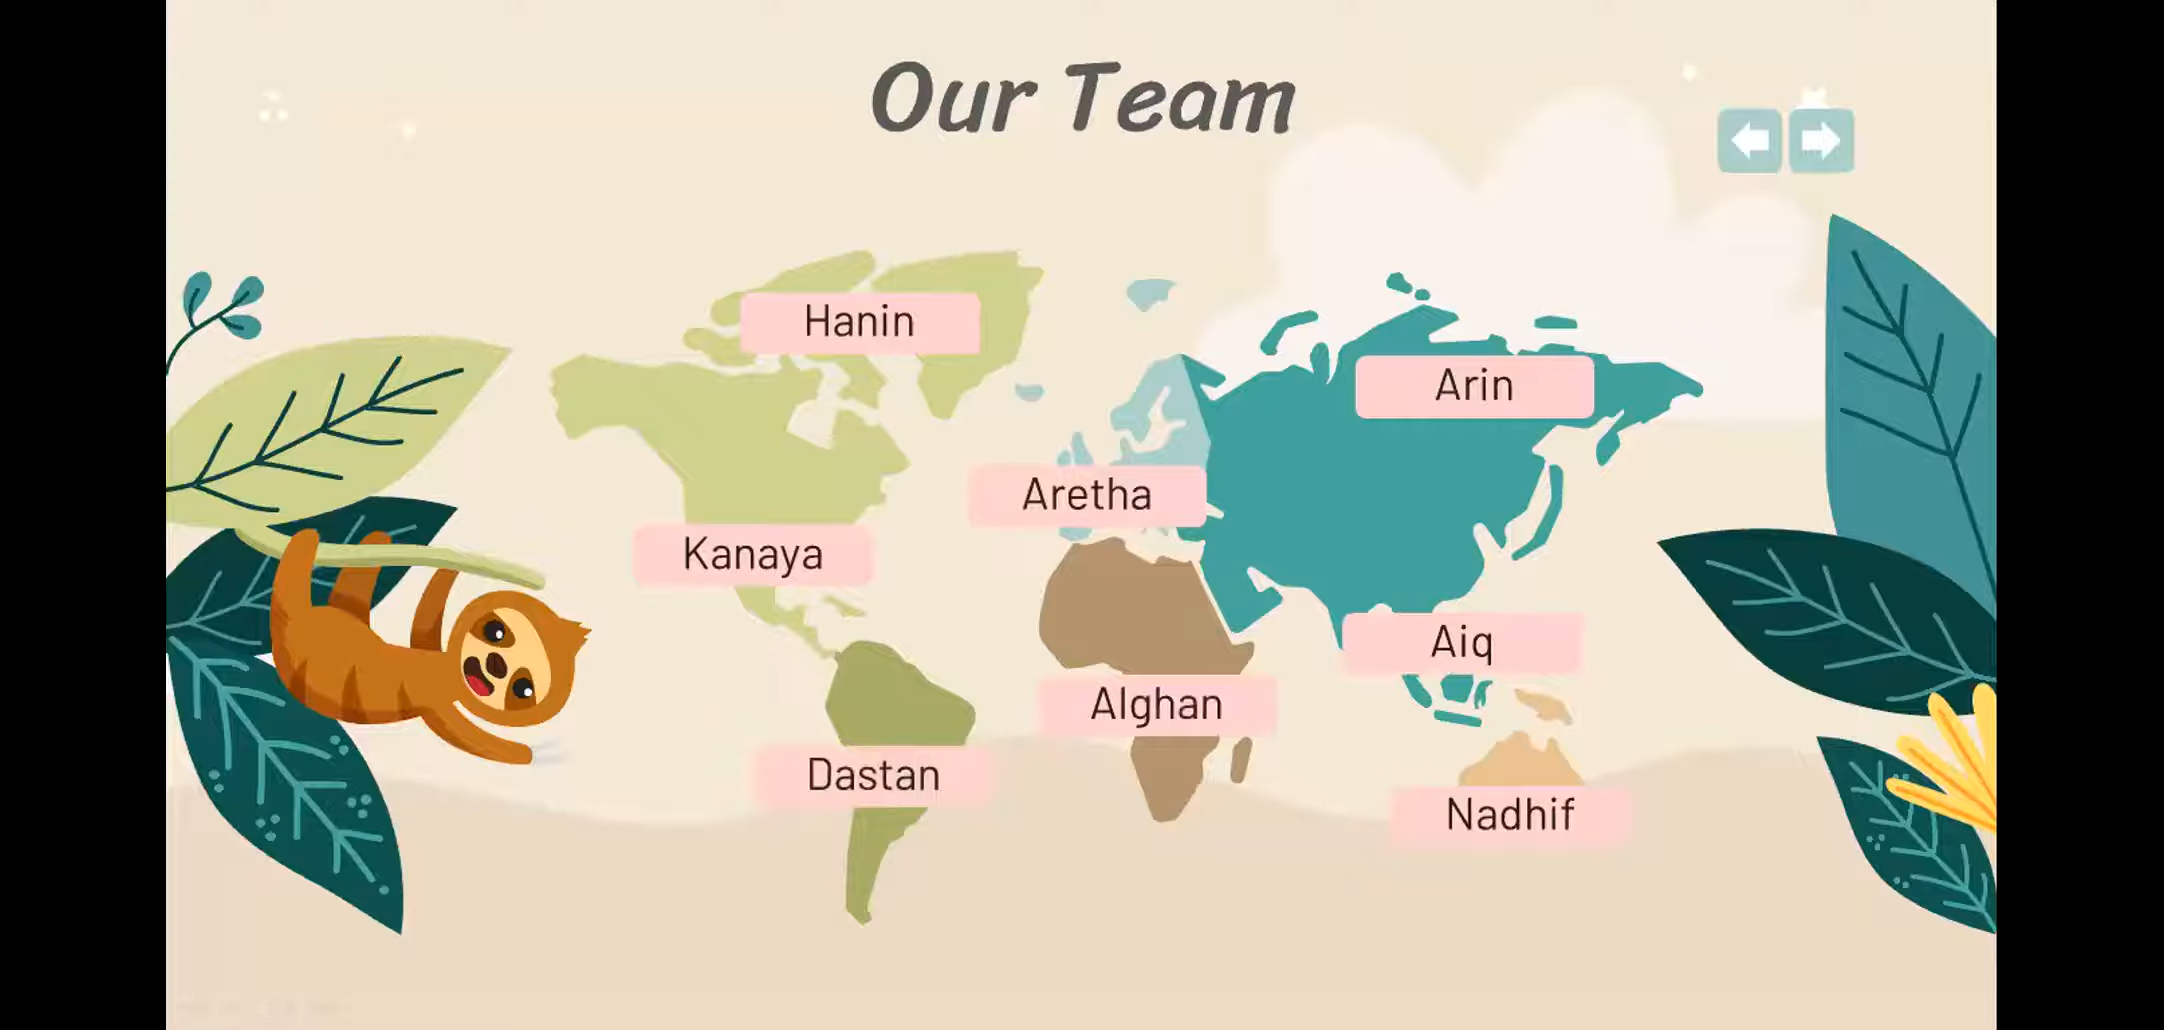 Our Team
Hanin
Arin
Aretha
Kanaya
Aiq
Alghan
Dastan
Nadhif